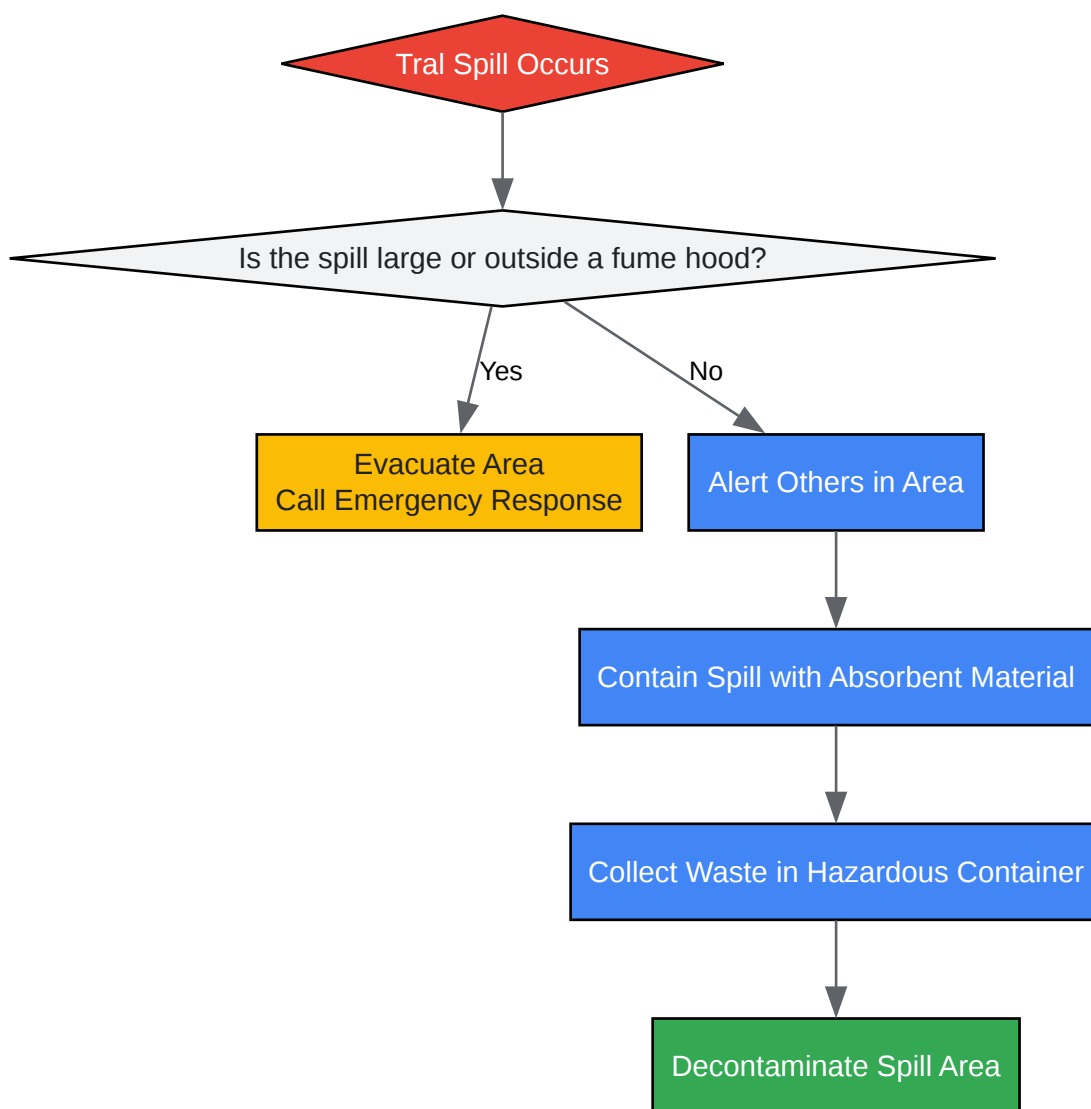 Tral Spill Occurs
Is the spill large or outside a fume hood?
Yes
No
Evacuate Area
Call Emergency Response
Alert Others in Area
Contain Spill with Absorbent Material
Collect Waste in Hazardous Container
Decontaminate Spill Area